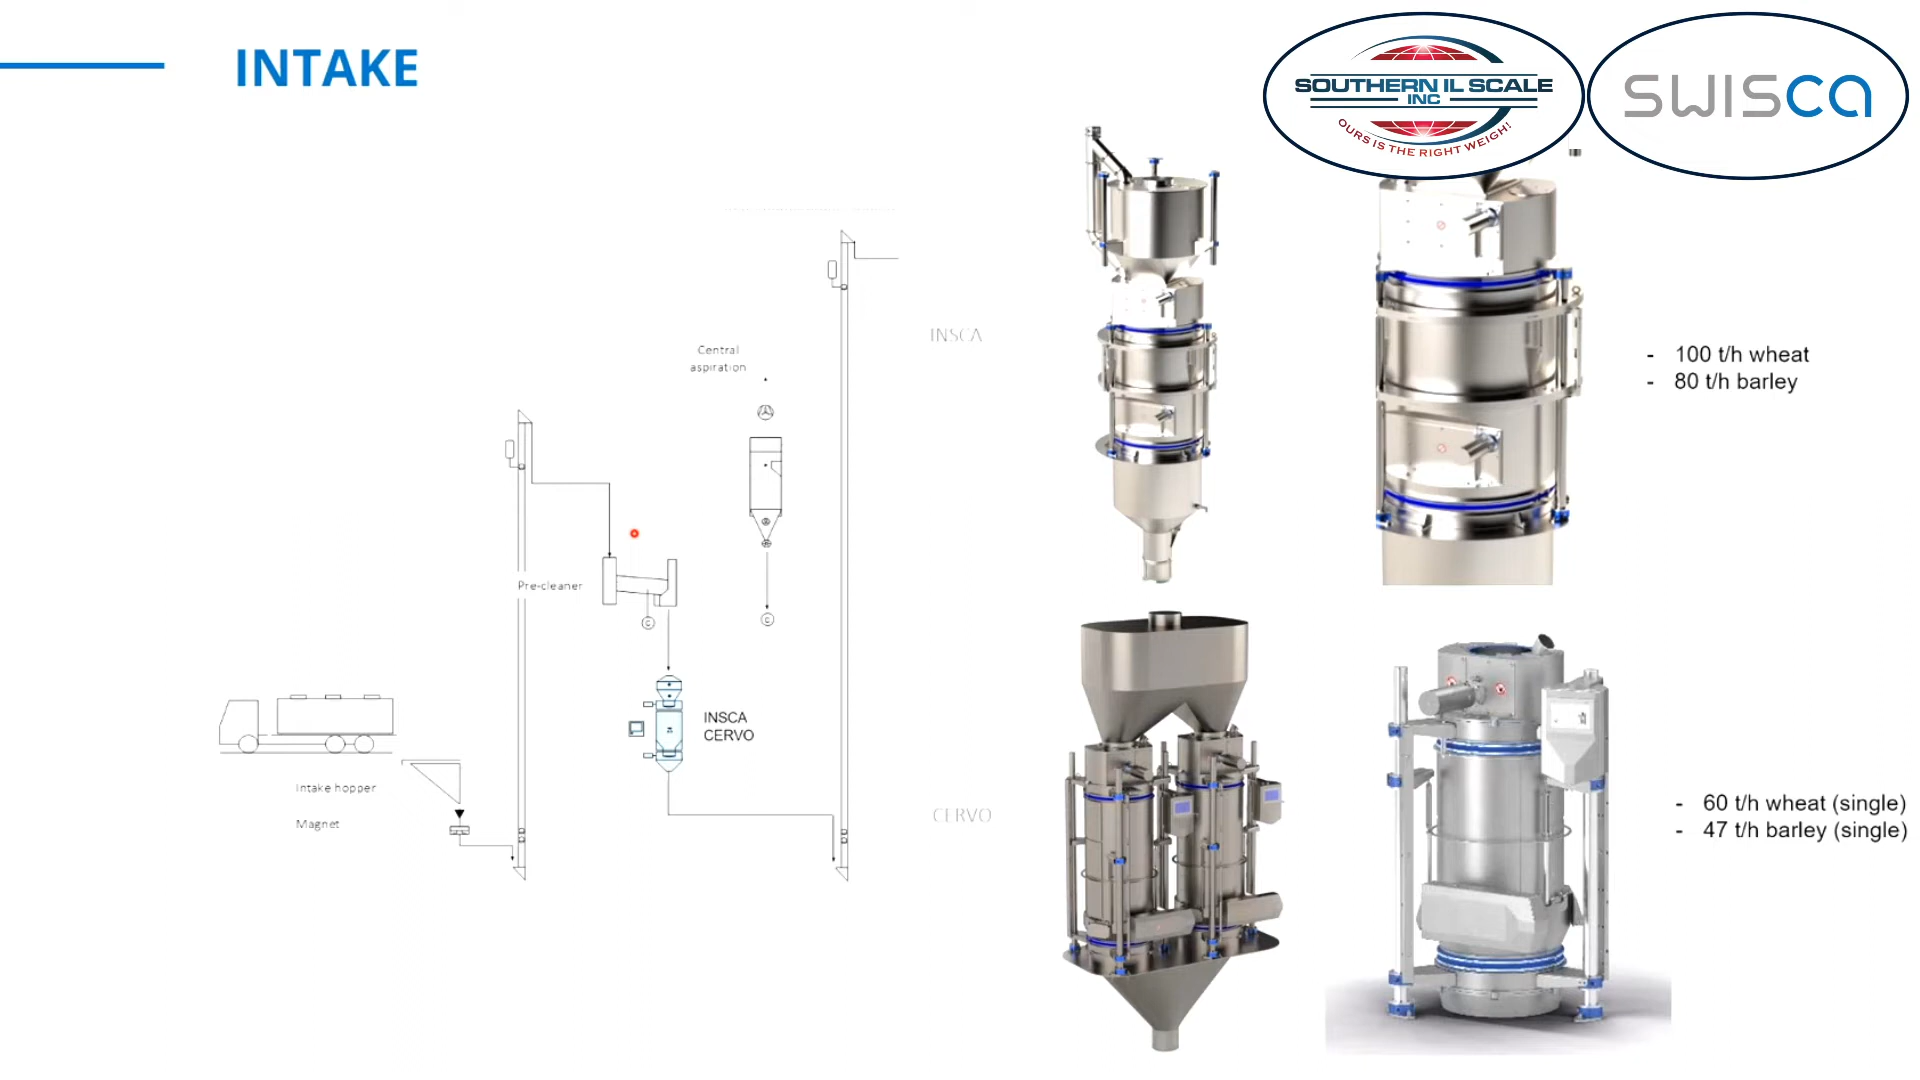 INTAKE
SOUTHERN IL SCALE
INC
OURS IS THE RIGHT WEIGH!
swisca
INSCA
Central
aspiration
100 t/h wheat
80 t/h barley
Pre-cleaner
C
C
INSCA
CERVO
Intake hopper
Magnet
CERVO
- 60 t/h wheat (single)
- 47 t/h barley (single)